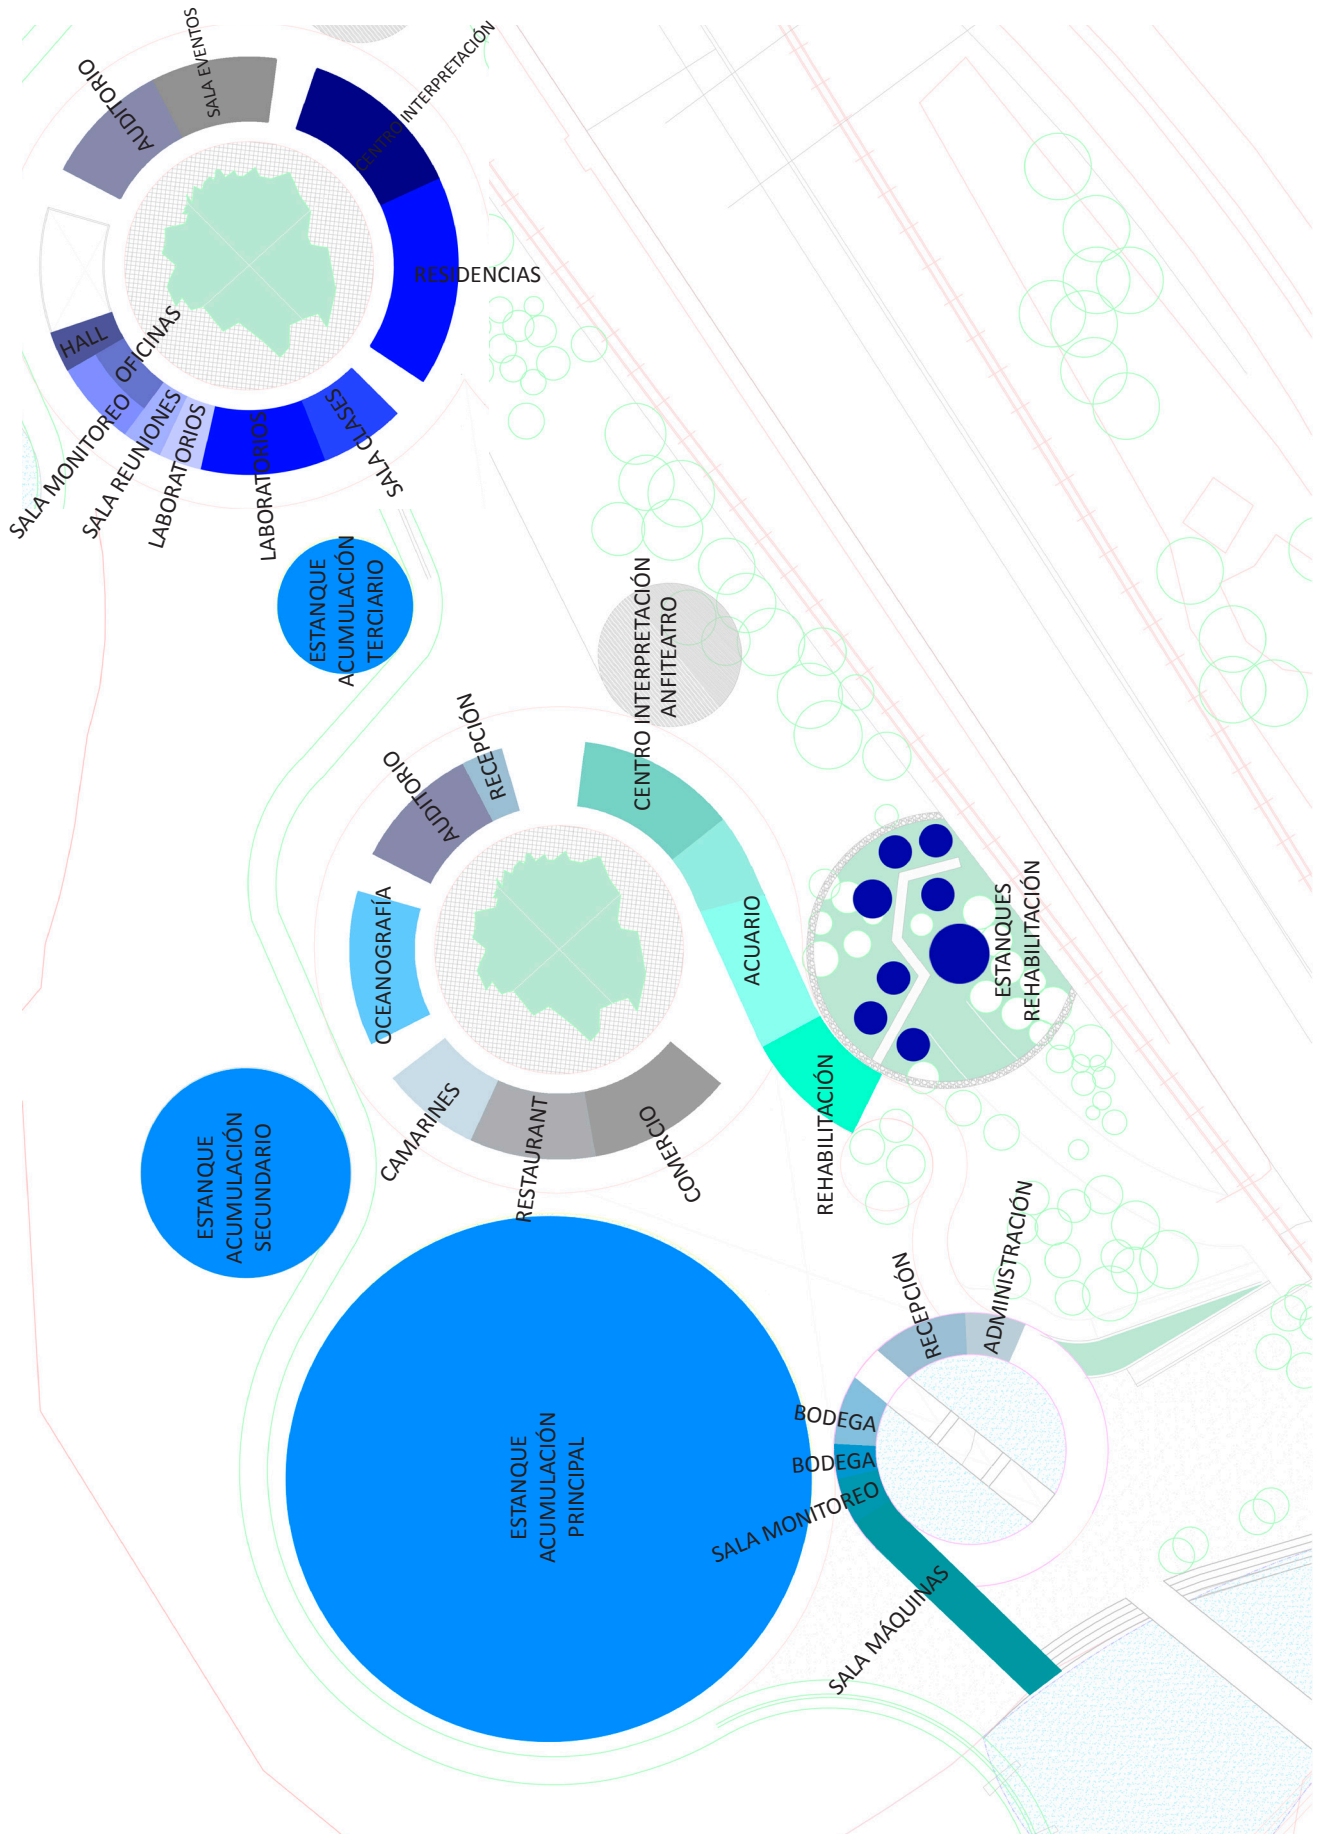 SALA EVENTOS
AUDITORIO
CENTRO INTERPRETACIÓN
RESIDENCIAS
HALL
OFICINAS
SALA MONITOREO
SALA REUNIONES
LABORATORIOS
LABORATORIOS
SALA CLASES
ESTANQUE
ACUMULACIÓN
TERCIARIO
CENTRO INTERPRETACIÓN
ANFITEATRO
RECEPCIÓN
AUDITORIO
OCEANOGRAFÍA
ACUARIO
ESTANQUES
REHABILITACIÓN
CAMARINES
RESTAURANT
COMERCIO
REHABILITACIÓN
ESTANQUE
ACUMULACIÓN
SECUNDARIO
RECEPCIÓN
ADMINISTRACIÓN
BODEGA
BODEGA
SALA MONITOREO
SALA MÁQUINAS
ESTANQUE
ACUMULACIÓN
PRINCIPAL